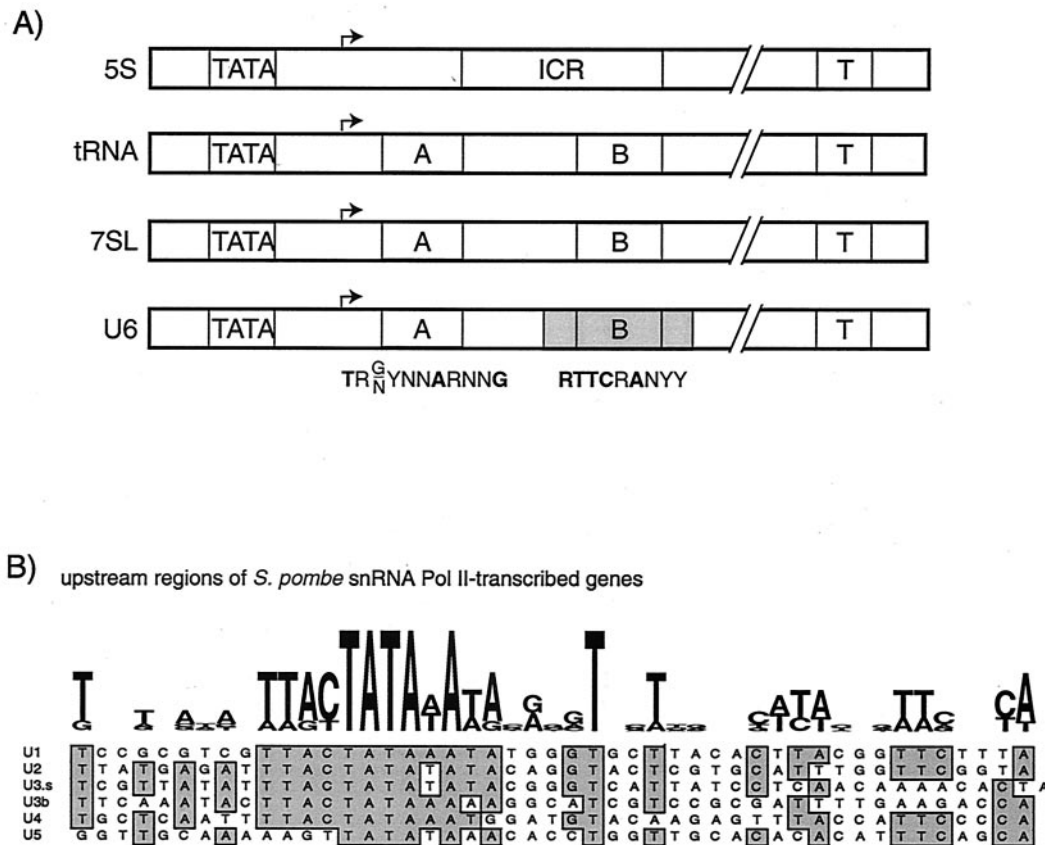 A)
5S TATA ICR T
tRNA TATA A B T
7SL TATA A B T
U6 TATA A B T
TR G/N YNNARNNG RTTCRANYY
B) upstream regions of S. pombe snRNA Pol II-transcribed genes
U1 T C C G C G T C G T T A C T A T A A A T A T G G G T G C T T A C A C T T A C G G T T C T T T A
U2 T T A T G A G A T T T A C T A T A T A T A C A G G T A C T C G T G C A T T T G G T T C G G T A
U3.s T C G T T A T A C T T A C T A T A T A T A C A G G T C A T C C T C C T C A A C A A A A C A C T A
U3b T T C A A A T A C T T A C T A T A A A A A G G C A T C G T C C G C G A T T T T G A A G A C C A
U4 T G C T C A A T T T T A C T A T A A A T G G A T G T A C A A G A G T T T A C C A T T T C C C A
U5 G G T T G C A A A A A G T T A T A T A A A C A C C T G G T T G C A C A C A C A T T T C A G C A